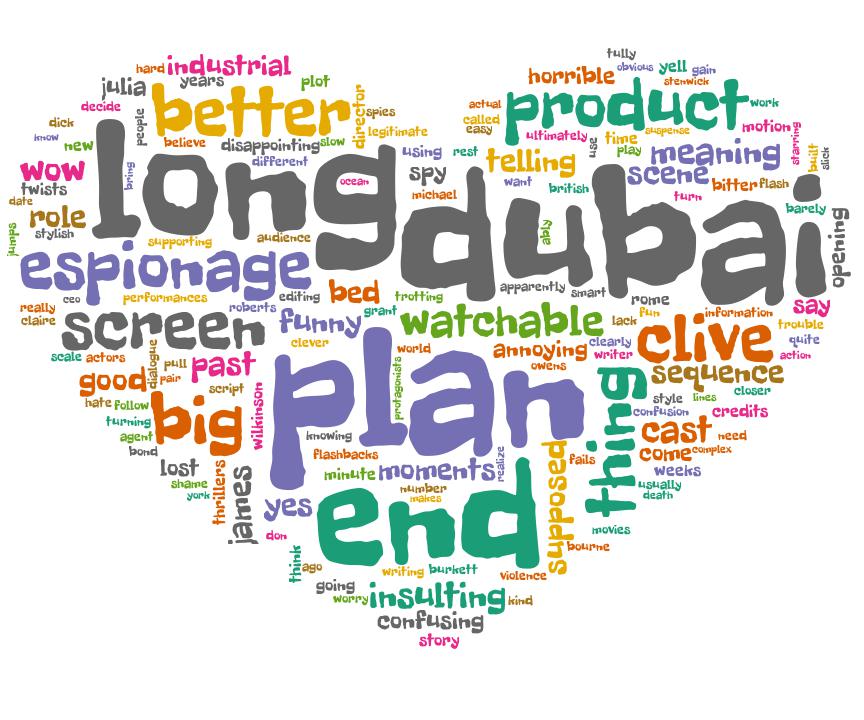 tully
obvious
yell
gain
hard
industrial
horrible
stenwick
julia
years
plot
actual
product
work
decide
better
director
spies
called
easy
motion
dick
people
legitimate
ultimately
suspense
starring
know
new
believe
disappointing
slow
using
rest
use
time
play
meaning
built
slick
wow
long
different
spy
telling
scene
twists
bring
ocean
michael
want
british
turn
bitter
flash
date
role
dubai
barely
jumps
stylish
supporting
audience
ably
opening
espionage
ceo
performances
editing
bed
trotting
apparently
smart
rome
say
really
claire
roberts
funny
grant
watchable
lack
fun
information
trouble
screen
clever
clearly
writer
clive
quite
scale
actors
dialogue
pull
past
world
annoying
action
good
pair
script
plan
owens
thing
sequence
closer
hate
follow
big
wilkinson
protagonists
style
lines
turning
confusion
credits
agent
bond
knowing
flashbacks
cast
need
lost
thrillers
minute
moments
realize
supposed
fails
come
complex
weeks
shame
york
james
yes
number
makes
usually
death
end
don
movies
think
ago
bourne
writing
burkett
violence
going
worry
insulting
kind
confusing
story